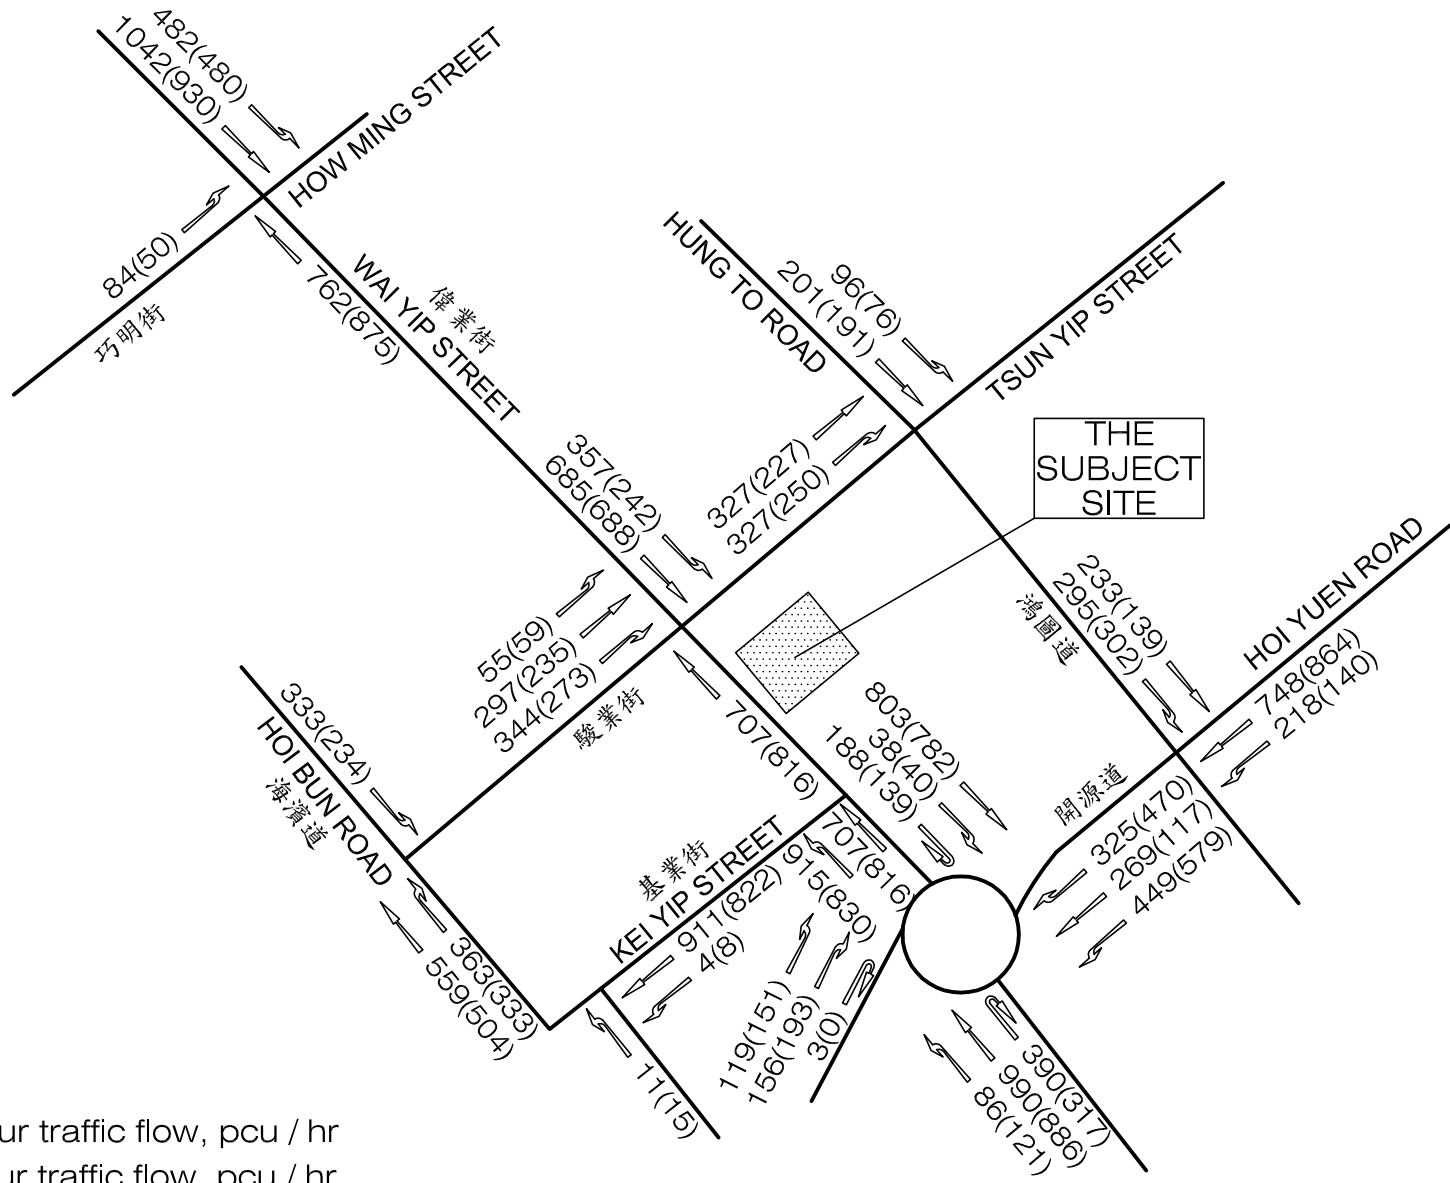 482(480)
1042(930)
HOW MING STREET
84(50)
巧明街
762(875)
WAI YIP STREET
偉業街
HUNG TO ROAD
96(76)
201(191)
TSUN YIP STREET
THE
SUBJECT
SITE
357(242)
685(688)
327(227)
327(250)
55(59)
297(235)
344(273)
駿業街
707(816)
鴻圖道
233(139)
295(302)
HOI YUEN ROAD
748(864)
218(140)
開源道
325(470)
269(117)
449(579)
333(234)
HOI BUN ROAD
海濱道
803(782)
38(40)
188(139)
基業街
KEI YIP STREET
707(816)
915(830)
911(822)
4(8)
363(333)
559(504)
119(151)
156(193)
3(0)
11(15)
390(317)
990(886)
86(121)
ur traffic flow, pcu / hr
ur traffic flow, pcu / hr